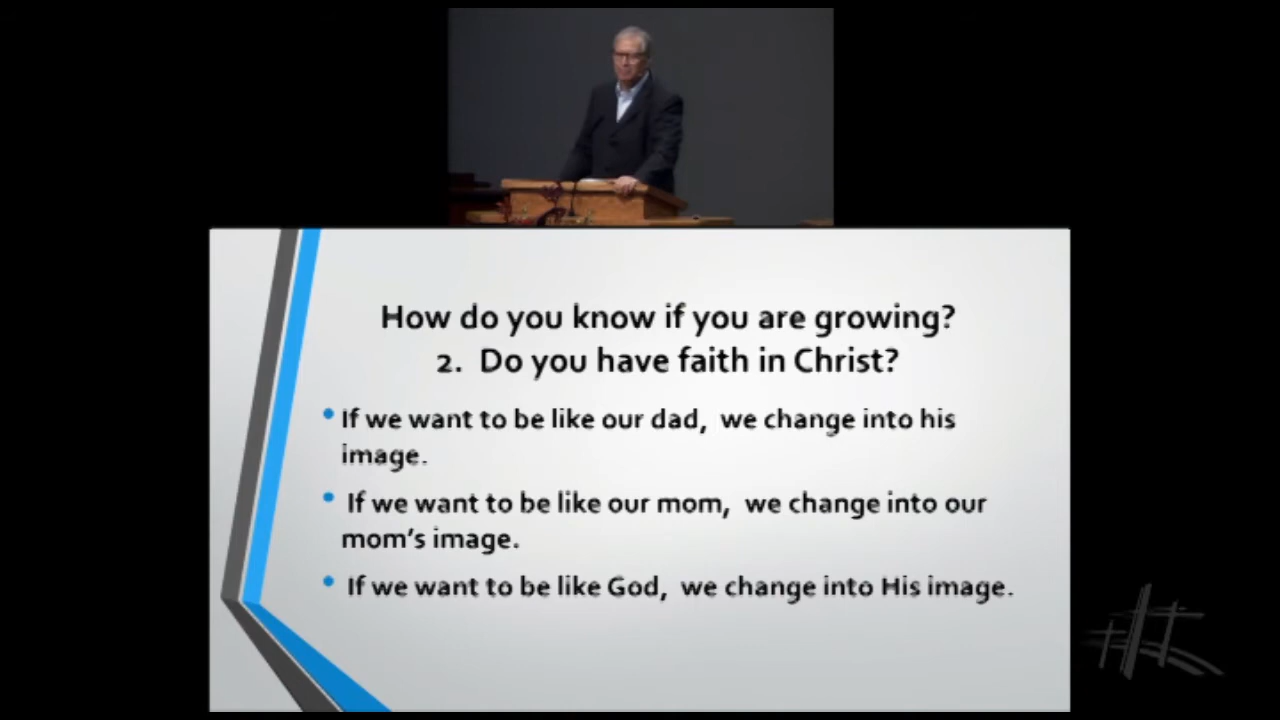 How do you know if you are growing?
2. Do you have faith in Christ?
• If we want to be like our dad, we change into his
image.
• If we want to be like our mom, we change into our
mom's image.
• If we want to be like God, we change into His image.